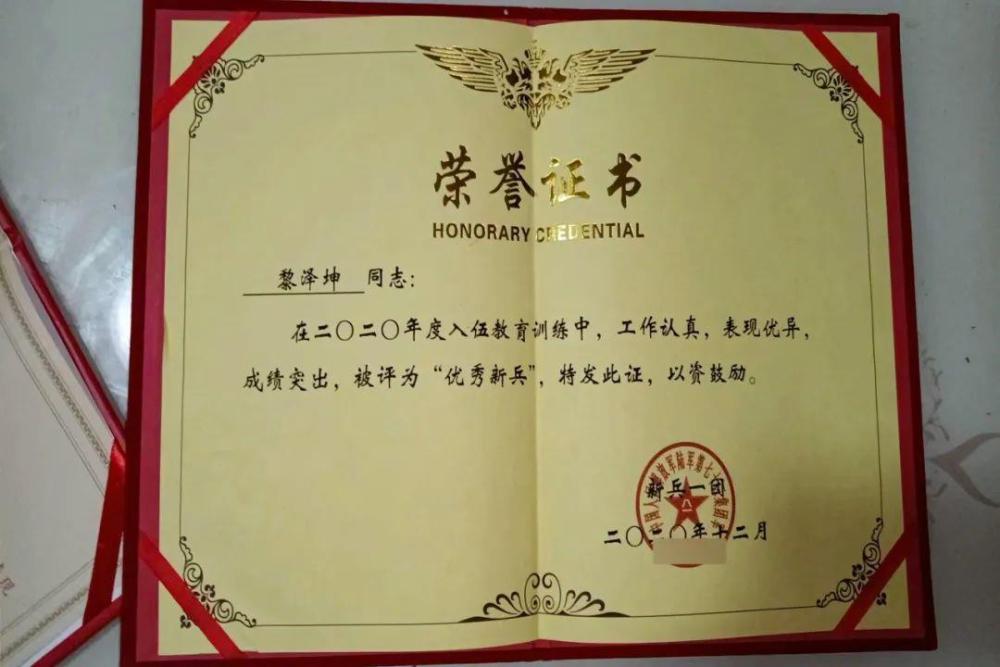 荣誉证书
HONORARY CREDENTIAL
黎泽坤 同志:
在二〇二〇年度入伍教育训练中，工作认真，表现优异，
成绩突出，被评为“优秀新兵”，特发此证，以资鼓励。
新兵一团
二〇二〇年十二月